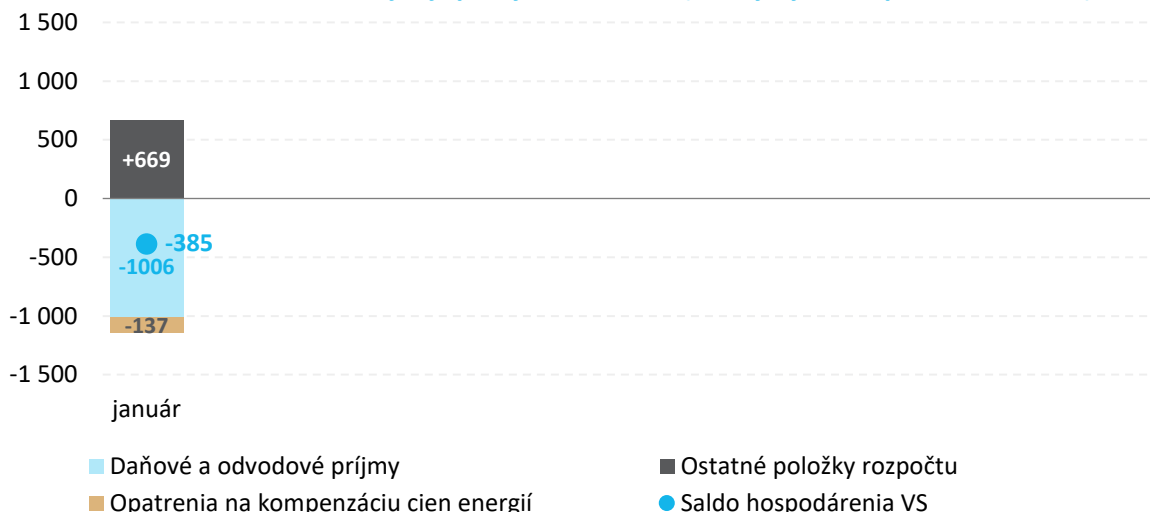 1 500
1 000
500
+669
0
-385
-500
-1006
-1 000
-137
-1 500
január
Daňové a odvodové príjmy
Ostatné položky rozpočtu
Opatrenia na kompenzáciu cien energií
Saldo hospodárenia VS